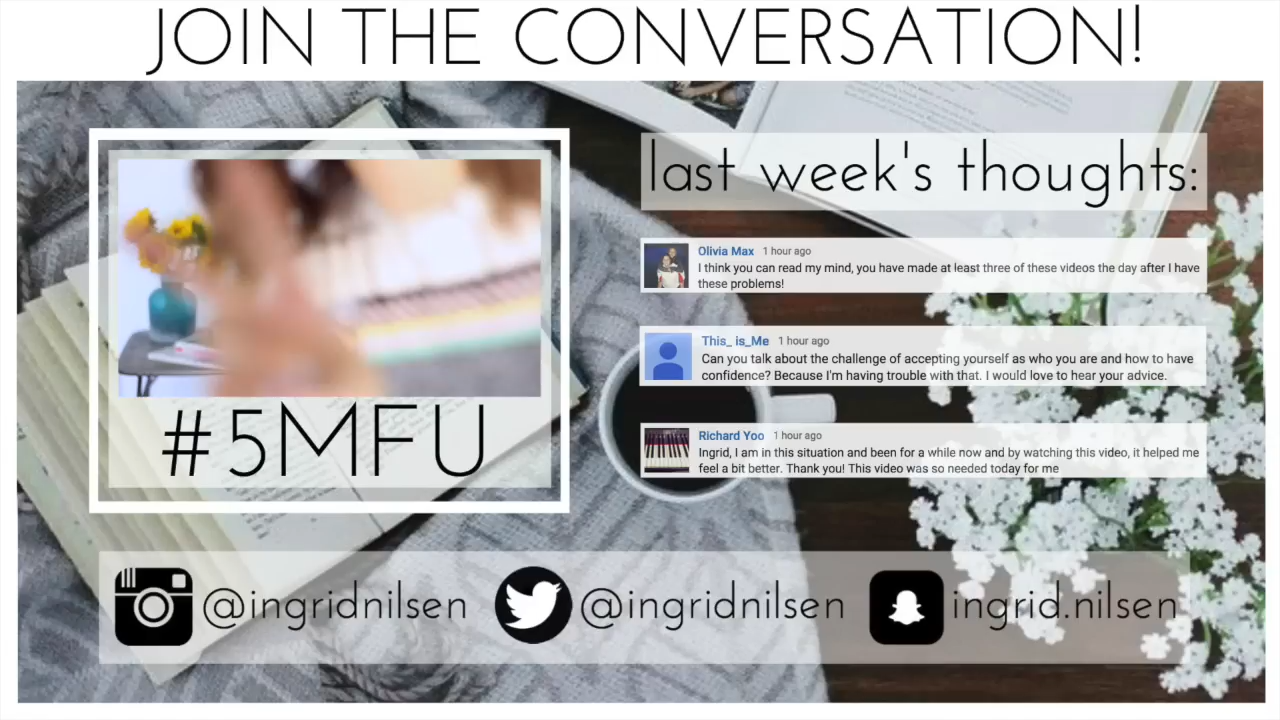 JOIN THE CONVERSATION!
last week's thoughts:
Olivia Max 1 hour ago
I think you can read my mind, you have made at least three of these videos the day after I have
these problems!
This_ is_Me 1 hour ago
Can you talk about the challenge of accepting yourself as who you are and how to have
confidence? Because I'm having trouble with that. I would love to hear your advice.
Richard Yoo 1 hour ago
Ingrid, I am in this situation and been for a while now and by watching this video, it helped me
feel a bit better. Thank you! This video was so needed today for me
#5MFU
@ingridnilsen @ingridnilsen ingrid.nilsen